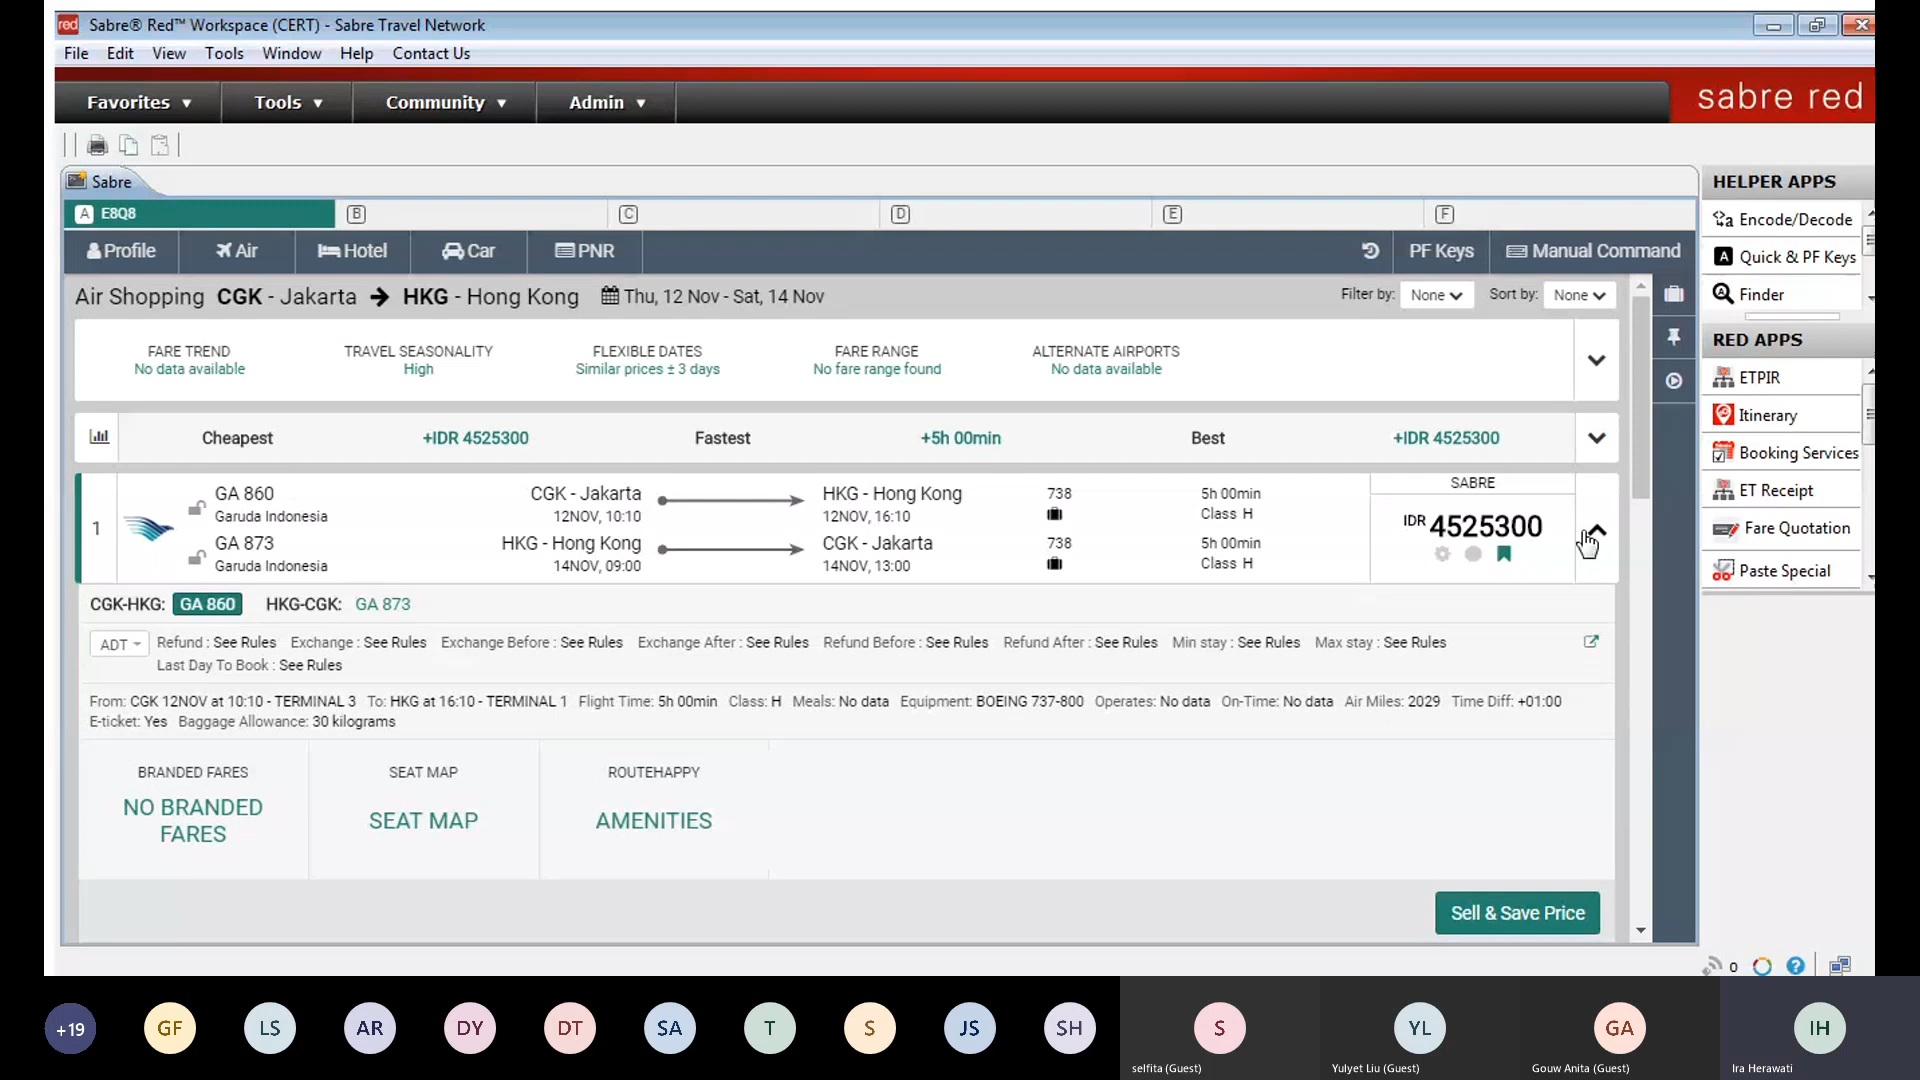 red Sabre® Red™ Workspace (CERT) - Sabre Travel Network
File Edit View Tools Window Help Contact Us
Favorites Tools Community Admin sabre red
Sabre
A E8Q8 B C D E F
Profile Air Hotel Car PNR PF Keys Manual Command
Air Shopping CGK - Jakarta HKG - Hong Kong Thu, 12 Nov - Sat, 14 Nov Filter by: None Sort by: None
FARE TREND TRAVEL SEASONALITY FLEXIBLE DATES FARE RANGE ALTERNATE AIRPORTS
No data available High Similar prices ± 3 days No fare range found No data available
Cheapest +IDR 4525300 Fastest +5h 00min Best +IDR 4525300
SABRE
GA 860 CGK - Jakarta HKG - Hong Kong 738 5h 00min
Garuda Indonesia 12NOV, 10:10 12NOV, 16:10 Class H
1 IDR 4525300
GA 873 HKG - Hong Kong CGK - Jakarta 738 5h 00min
Garuda Indonesia 14NOV, 09:00 14NOV, 13:00 Class H
CGK-HKG: GA 860 HKG-CGK: GA 873
ADT Refund : See Rules Exchange : See Rules Exchange Before : See Rules Exchange After : See Rules Refund Before : See Rules Refund After : See Rules Min stay : See Rules Max stay : See Rules
Last Day To Book : See Rules
From: CGK 12NOV at 10:10 - TERMINAL 3 To: HKG at 16:10 - TERMINAL 1 Flight Time: 5h 00min Class: H Meals: No data Equipment: BOEING 737-800 Operates: No data On-Time: No data Air Miles: 2029 Time Diff: +01:00
E-ticket: Yes Baggage Allowance: 30 kilograms
BRANDED FARES SEAT MAP ROUTEHAPPY
NO BRANDED
FARES
SEAT MAP AMENITIES
Sell & Save Price
HELPER APPS
Encode/Decode
A Quick & PF Keys
Finder
RED APPS
ETPIR
Itinerary
Booking Services
ET Receipt
Fare Quotation
Paste Special
0 ?
+19 GF LS AR DY DT SA T S JS SH S YL GA IH
selfita (Guest) Yulyet Liu (Guest) Gouw Anita (Guest) Ira Herawati